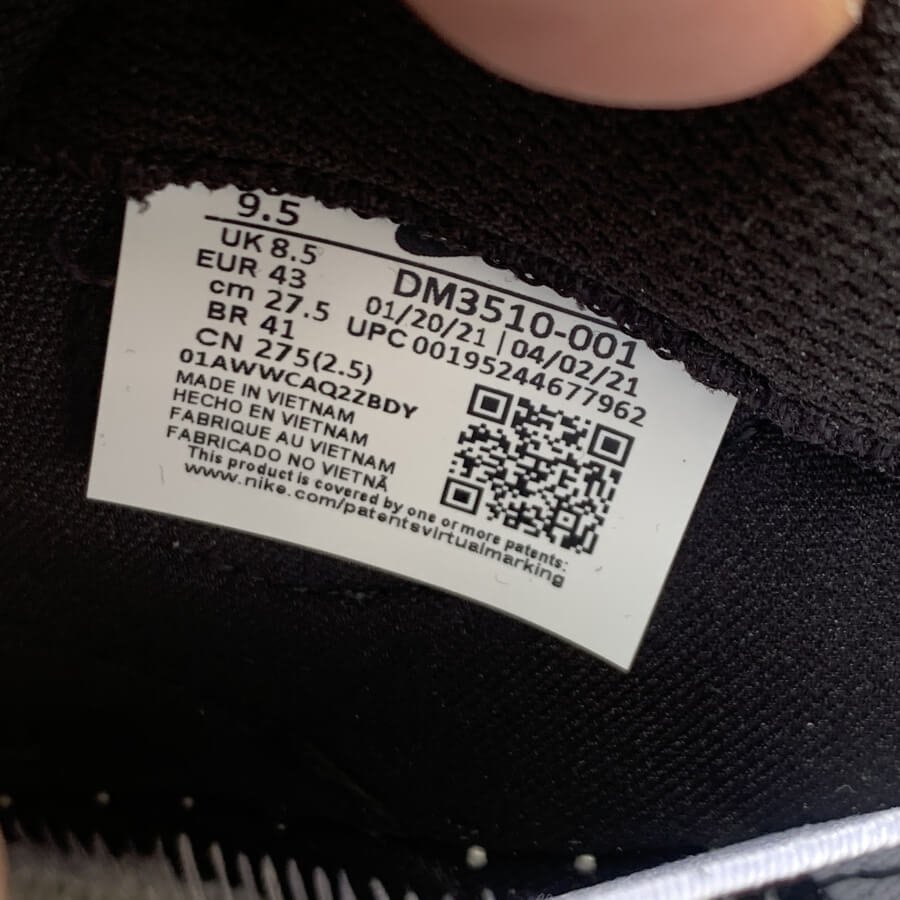 9.5
UK 8.5
EUR 43
cm 27.5
BR 41
CN 275(2.5)
DM3510-001
01/20/21 | 04/02/21
UPC 00195244677962
01AWWCAQ2ZBDY
MADE IN VIETNAM
HECHO EN VIETNAM
FABRIQUE AU VIETNAM
FABRICADO NO VIETNÃ
This product is covered by one or more patents:
www.nike.com/patentsvirtualmarking